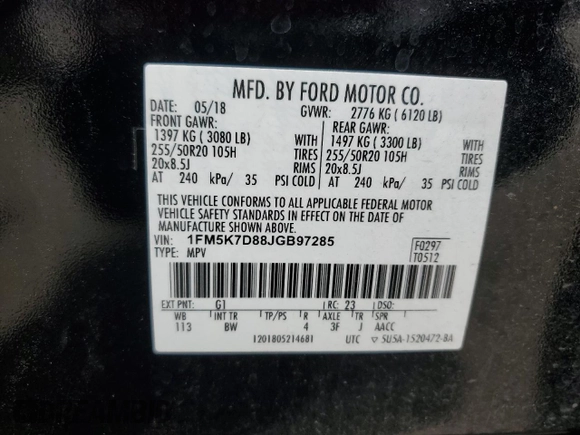 MFD. BY FORD MOTOR CO.
DATE: 05/18 GVWR: 2776 KG ( 6120 LB)
FRONT GAWR: REAR GAWR:
1397 KG ( 3080 LB) WITH 1497 KG ( 3300 LB) WITH
255/50R20 105H TIRES 255/50R20 105H TIRES
20x8.5J RIMS 20x8.5J RIMS
AT 240 kPa/ 35 PSI COLD AT 240 kPa/ 35 PSI COLD
THIS VEHICLE CONFORMS TO ALL APPLICABLE FEDERAL MOTOR
VEHICLE SAFETY STANDARDS IN EFFECT ON THE DATE OF
MANUFACTURE SHOWN ABOVE.
VIN: 1FM5K7D88JGB97285 F0297
TYPE: MPV T0512
EXT PNT: G1 RC: 23 DSO:
WB INT TR TP/PS R AXLE TR SPR
113 BW 4 3F J AACC
1201805214681 UTC ▽ 5U5A-1520472-BA